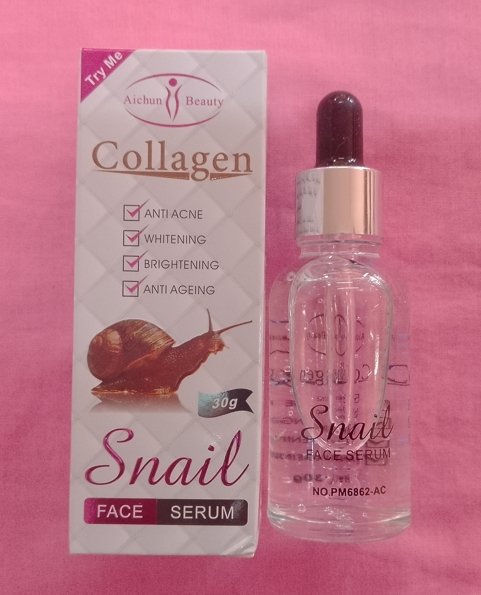 Try Me
Aichun Beauty
Collagen
ANTI ACNE
WHITENING
BRIGHTENING
ANTI AGEING
30g
Snail
FACE SERUM
Snail
FACE SERUM
NO.PM6862-AC